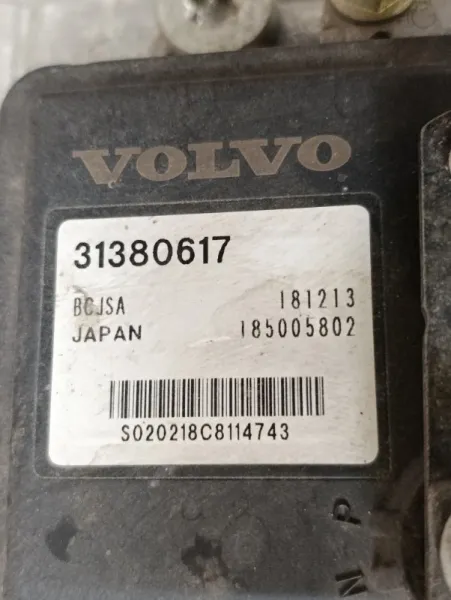 VOLVO
31380617
BCJSA 181213
JAPAN 185005802
S020218C8114743
N P